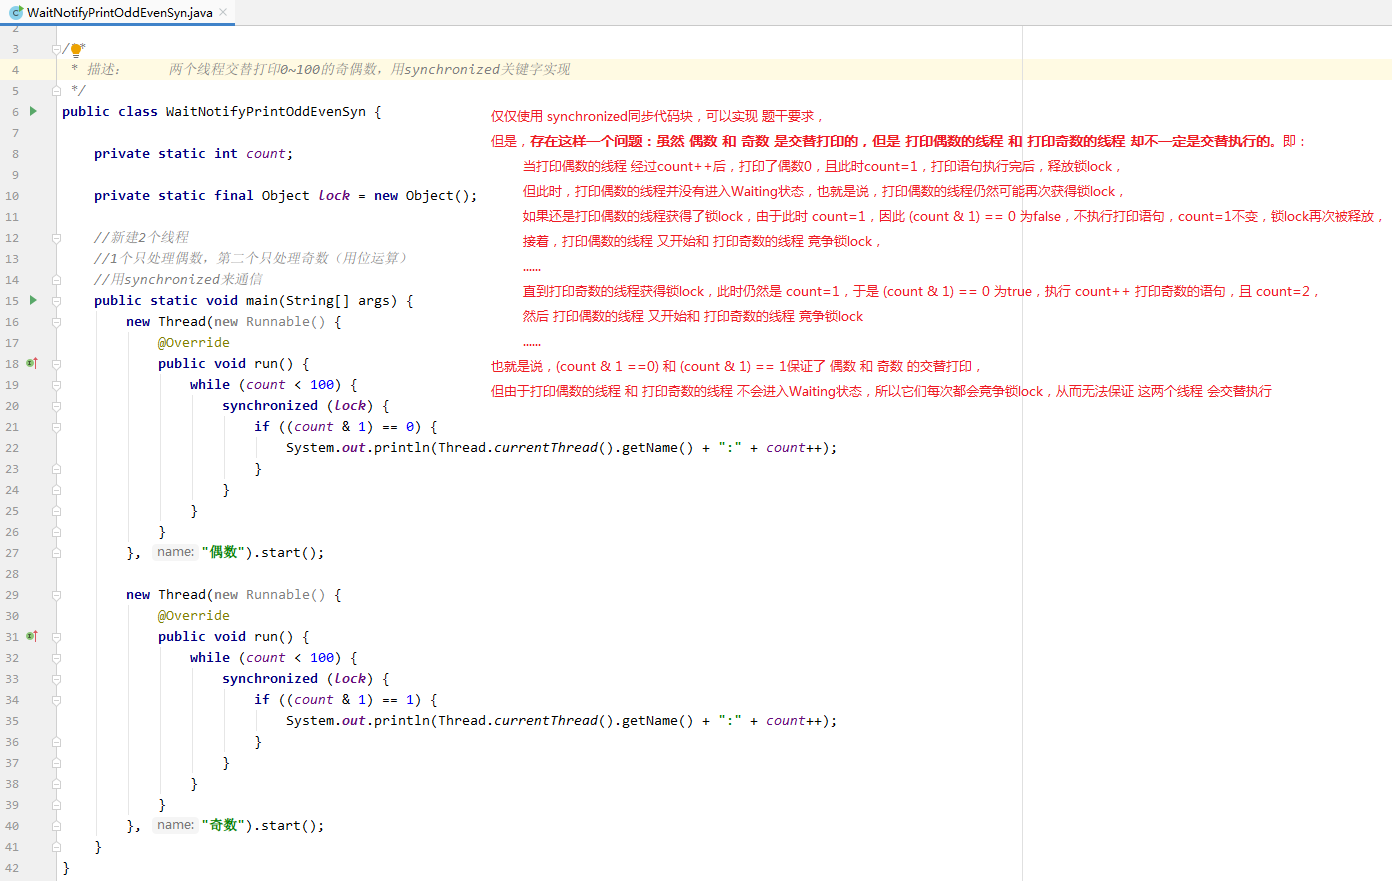 WaitNotifyPrintOddEvenSyn.java
2
3 /**
4 * 描述：　　　两个线程交替打印0~100的奇偶数，用synchronized关键字实现
5 */
6 public class WaitNotifyPrintOddEvenSyn {
仅仅使用 synchronized同步代码块，可以实现 题干要求，
7
但是，存在这样一个问题：虽然 偶数 和 奇数 是交替打印的，但是 打印偶数的线程 和 打印奇数的线程 却不一定是交替执行的。即：
8 private static int count;
当打印偶数的线程 经过count++后，打印了偶数0，且此时count=1，打印语句执行完后，释放锁lock，
9
但此时，打印偶数的线程并没有进入Waiting状态，也就是说，打印偶数的线程仍然可能再次获得锁lock，
10 private static final Object lock = new Object();
11
如果还是打印偶数的线程获得了锁lock，由于此时 count=1，因此 (count & 1) == 0 为false，不执行打印语句，count=1不变，锁lock再次被释放，
12 //新建2个线程
接着，打印偶数的线程 又开始和 打印奇数的线程 竞争锁lock，
13 //1个只处理偶数，第二个只处理奇数（用位运算）
......
14 //用synchronized来通信
直到打印奇数的线程获得锁lock，此时仍然是 count=1，于是 (count & 1) == 0 为true，执行 count++ 打印奇数的语句，且 count=2，
15 public static void main(String[] args) {
然后 打印偶数的线程 又开始和 打印奇数的线程 竞争锁lock
16 new Thread(new Runnable() {
......
17 @Override
18 public void run() {
也就是说，(count & 1 ==0) 和 (count & 1) == 1保证了 偶数 和 奇数 的交替打印，
19 while (count < 100) {
但由于打印偶数的线程 和 打印奇数的线程 不会进入Waiting状态，所以它们每次都会竞争锁lock，从而无法保证 这两个线程 会交替执行
20 synchronized (lock) {
21 if ((count & 1) == 0) {
22 System.out.println(Thread.currentThread().getName() + ":" + count++);
23 }
24 }
25 }
26 }
27 }, name: "偶数").start();
28
29 new Thread(new Runnable() {
30 @Override
31 public void run() {
32 while (count < 100) {
33 synchronized (lock) {
34 if ((count & 1) == 1) {
35 System.out.println(Thread.currentThread().getName() + ":" + count++);
36 }
37 }
38 }
39 }
40 }, name: "奇数").start();
41 }
42 }